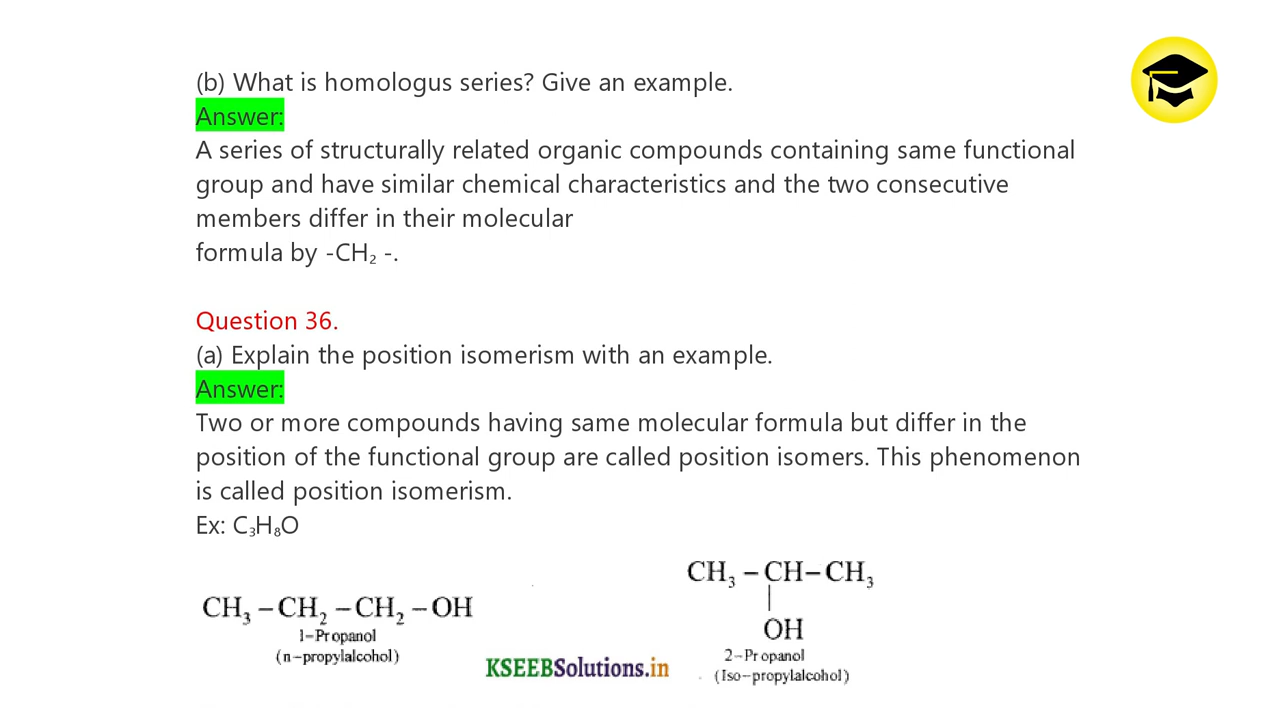 (b) What is homologus series? Give an example.
Answer:
A series of structurally related organic compounds containing same functional
group and have similar chemical characteristics and the two consecutive
members differ in their molecular
formula by -CH₂ -.
Question 36.
(a) Explain the position isomerism with an example.
Answer:
Two or more compounds having same molecular formula but differ in the
position of the functional group are called position isomers. This phenomenon
is called position isomerism.
Ex: C₃H₈O
CH₃ – CH₂ – CH₂ – OH
1–Propanol
(n–propylalcohol)
CH₃ – CH– CH₃
|
OH
2–Propanol
(Iso–propylalcohol)
KSEEBSolutions.in